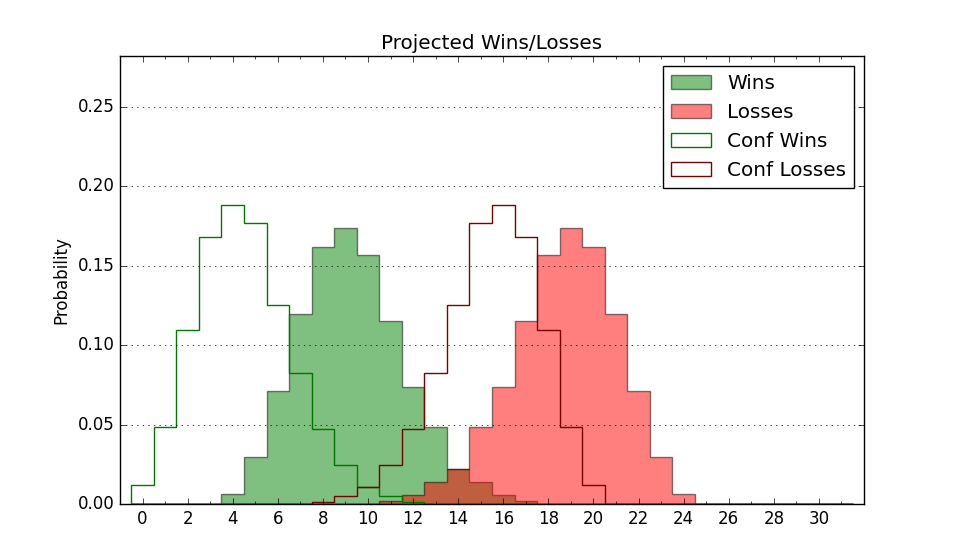 Projected Wins/Losses
Wins
Losses
Conf Wins
Conf Losses
Probability
0.25
0.20
0.15
0.10
0.05
0.00
0 2 4 6 8 10 12 14 16 18 20 22 24 26 28 30